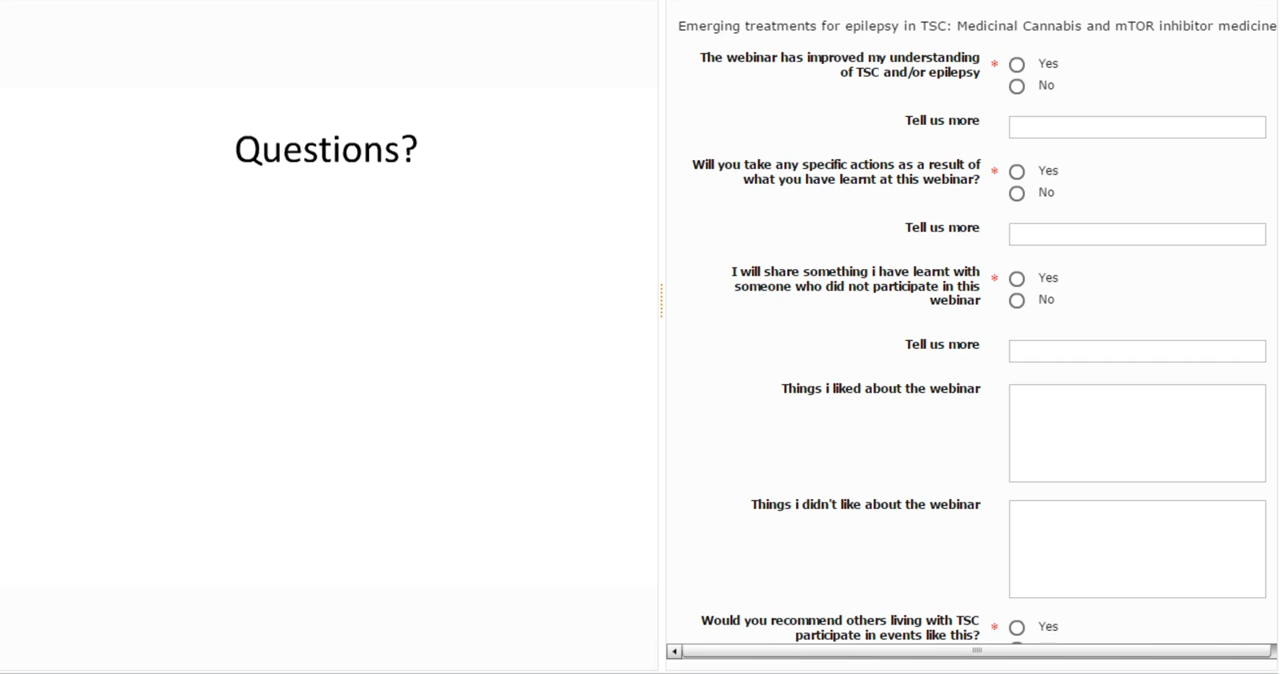 Questions?
Emerging treatments for epilepsy in TSC: Medicinal Cannabis and mTOR inhibitor medicine
The webinar has improved my understanding
of TSC and/or epilepsy
*
Yes
No
Tell us more
Will you take any specific actions as a result of
what you have learnt at this webinar?
*
Yes
No
Tell us more
I will share something i have learnt with
someone who did not participate in this
webinar
*
Yes
No
Tell us more
Things i liked about the webinar
Things i didn't like about the webinar
Would you recommend others living with TSC
participate in events like this?
*
Yes